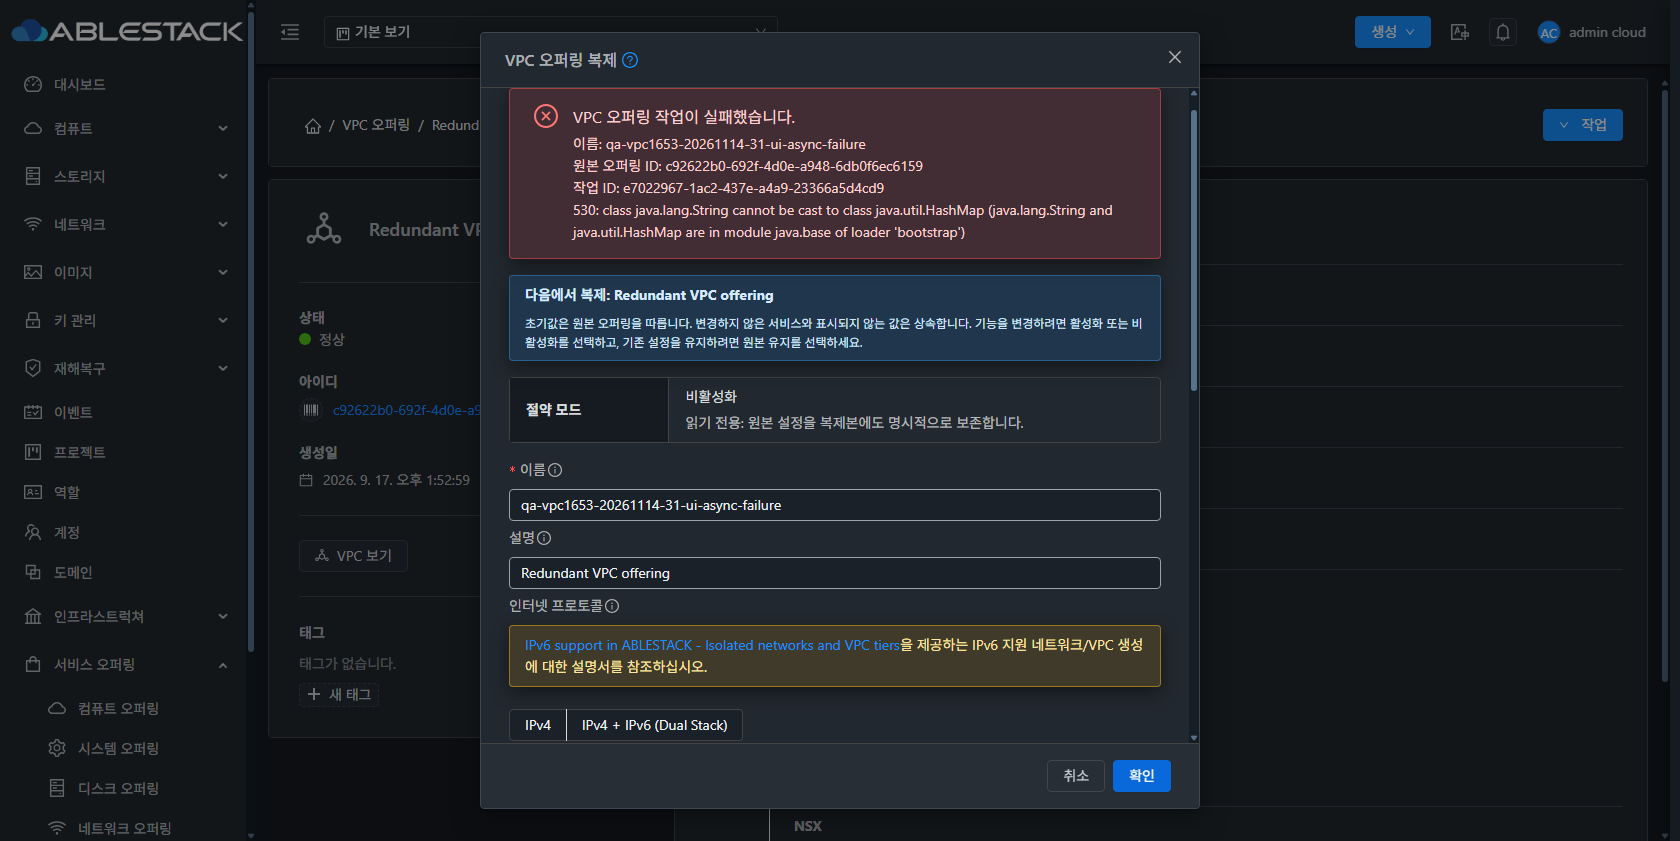 ABLESTACK
기본 보기
생성
AC
admin cloud
대시보드
컴퓨트
스토리지
네트워크
이미지
키 관리
재해복구
이벤트
프로젝트
역할
계정
도메인
인프라스트럭쳐
서비스 오퍼링
컴퓨트 오퍼링
시스템 오퍼링
디스크 오퍼링
네트워크 오퍼링
/ VPC 오퍼링 / Redund
작업
Redundant VP
상태
정상
아이디
c92622b0-692f-4d0e-a9
생성일
2026. 9. 17. 오후 1:52:59
VPC 보기
태그
태그가 없습니다.
새 태그
NSX
VPC 오퍼링 복제
VPC 오퍼링 작업이 실패했습니다.
이름: qa-vpc1653-20261114-31-ui-async-failure
원본 오퍼링 ID: c92622b0-692f-4d0e-a948-6db0f6ec6159
작업 ID: e7022967-1ac2-437e-a4a9-23366a5d4cd9
530: class java.lang.String cannot be cast to class java.util.HashMap (java.lang.String and
java.util.HashMap are in module java.base of loader 'bootstrap')
다음에서 복제: Redundant VPC offering
초기값은 원본 오퍼링을 따릅니다. 변경하지 않은 서비스와 표시되지 않는 값은 상속합니다. 기능을 변경하려면 활성화 또는 비
활성화를 선택하고, 기존 설정을 유지하려면 원본 유지를 선택하세요.
절약 모드
비활성화
읽기 전용: 원본 설정을 복제본에도 명시적으로 보존합니다.
* 이름
qa-vpc1653-20261114-31-ui-async-failure
설명
Redundant VPC offering
인터넷 프로토콜
IPv6 support in ABLESTACK - Isolated networks and VPC tiers을 제공하는 IPv6 지원 네트워크/VPC 생성
에 대한 설명서를 참조하십시오.
IPv4
IPv4 + IPv6 (Dual Stack)
취소
확인